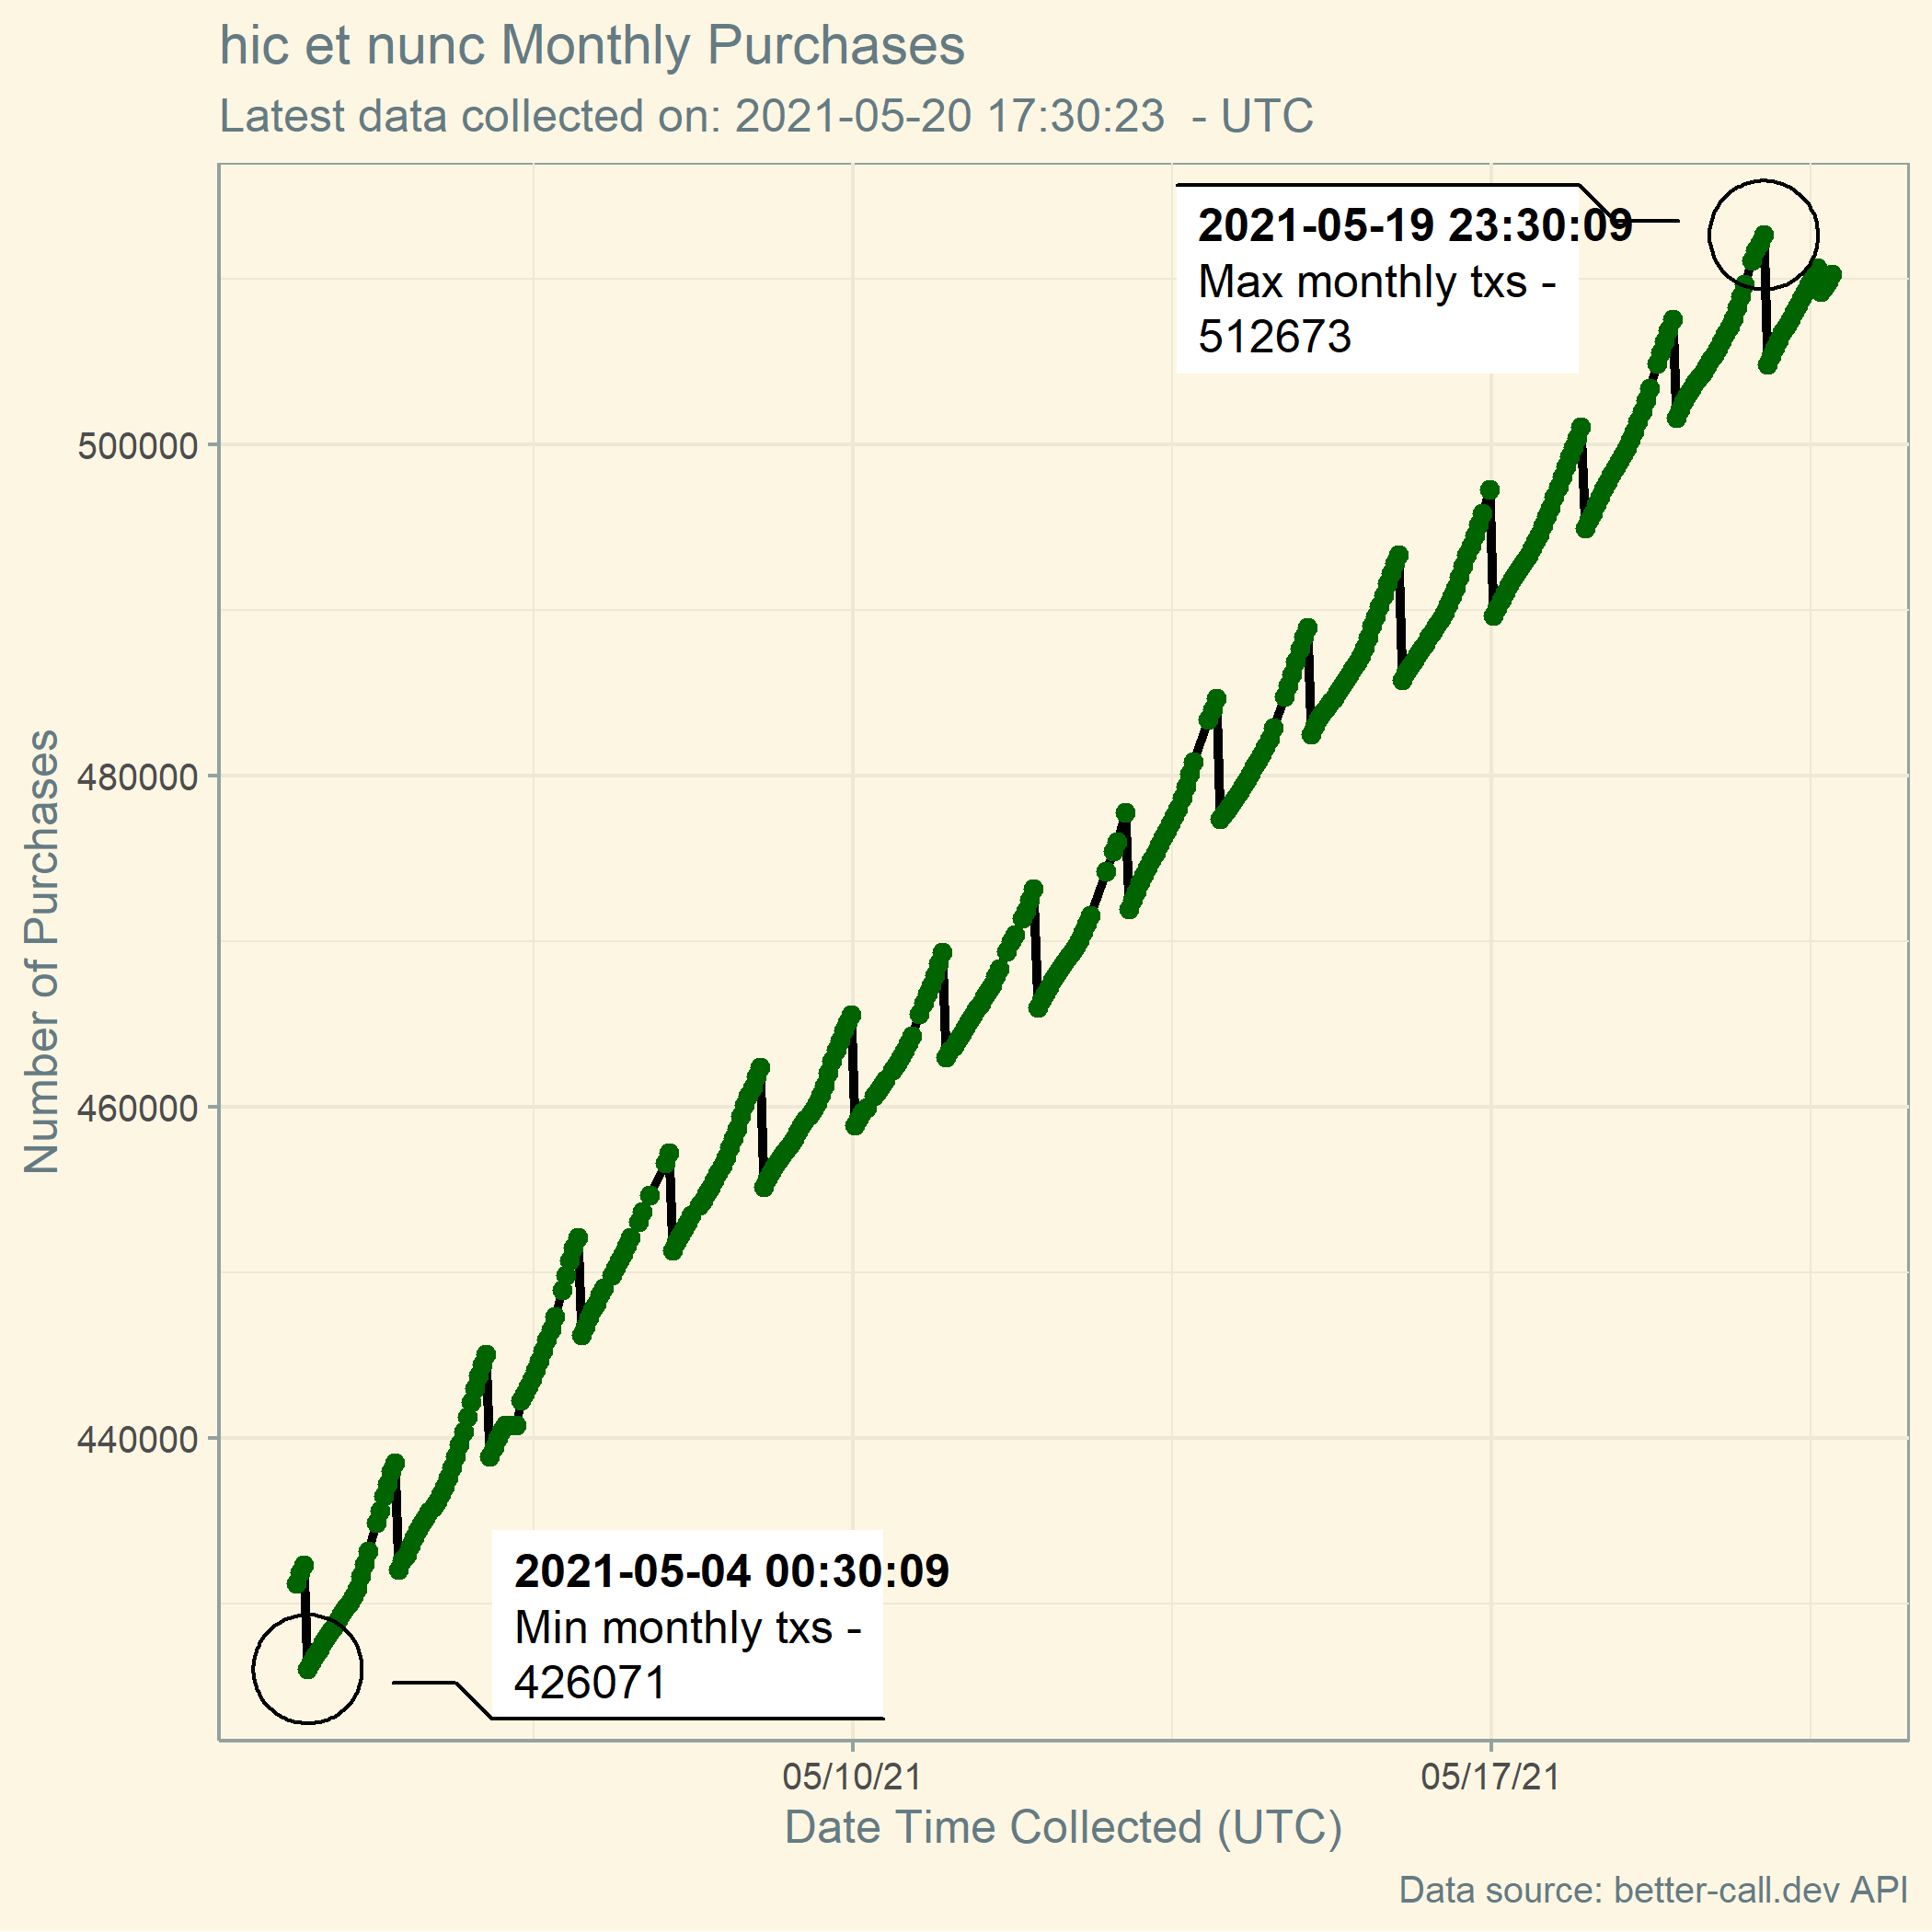 hic et nunc Monthly Purchases
Latest data collected on: 2021-05-20 17:30:23  - UTC
2021-05-19 23:30:09
Max monthly txs -
512673
500000
480000
460000
440000
Number of Purchases
2021-05-04 00:30:09
Min monthly txs -
426071
05/10/21
05/17/21
Date Time Collected (UTC)
Data source: better-call.dev API